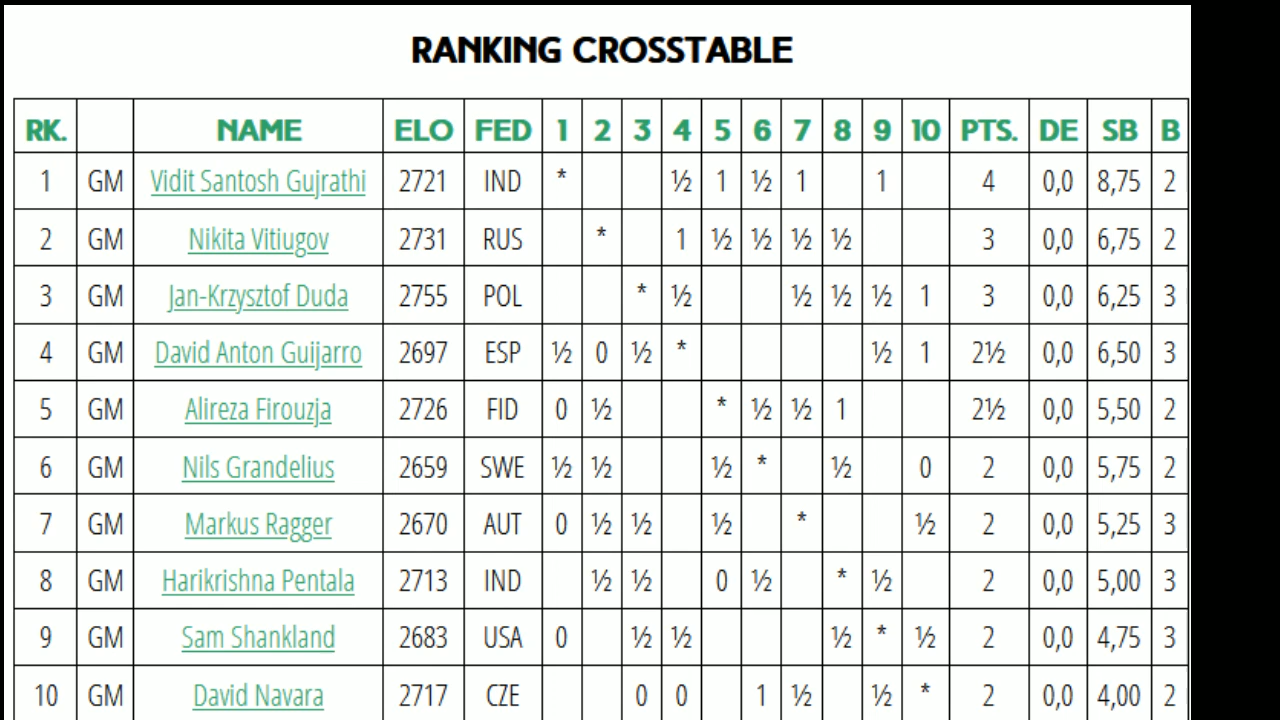 RANKING CROSSTABLE
RK. NAME ELO FED 1 2 3 4 5 6 7 8 9 10 PTS. DE SB B
1 GM Vidit Santosh Gujrathi 2721 IND * ½ 1 ½ 1 1 4 0,0 8,75 2
2 GM Nikita Vitiugov 2731 RUS * 1 ½ ½ ½ ½ 3 0,0 6,75 2
3 GM Jan-Krzysztof Duda 2755 POL * ½ ½ ½ ½ 1 3 0,0 6,25 3
4 GM David Anton Guijarro 2697 ESP ½ 0 ½ * ½ 1 2½ 0,0 6,50 3
5 GM Alireza Firouzja 2726 FID 0 ½ * ½ ½ 1 2½ 0,0 5,50 2
6 GM Nils Grandelius 2659 SWE ½ ½ ½ * ½ 0 2 0,0 5,75 2
7 GM Markus Ragger 2670 AUT 0 ½ ½ ½ * ½ 2 0,0 5,25 3
8 GM Harikrishna Pentala 2713 IND ½ ½ 0 ½ * ½ 2 0,0 5,00 3
9 GM Sam Shankland 2683 USA 0 ½ ½ ½ * ½ 2 0,0 4,75 3
10 GM David Navara 2717 CZE 0 0 1 ½ ½ * 2 0,0 4,00 2